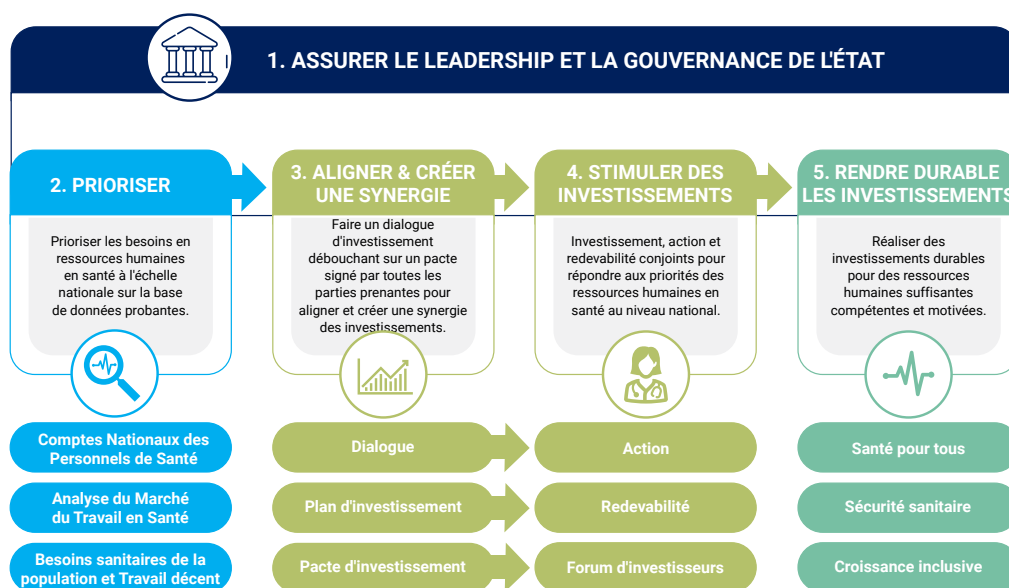 1. ASSURER LE LEADERSHIP ET LA GOUVERNANCE DE L'ÉTAT
2. PRIORISER
Prioriser les besoins en
ressources humaines
en santé à l'échelle
nationale sur la base
de données probantes.
Comptes Nationaux des
Personnels de Santé
Analyse du Marché
du Travail en Santé
Besoins sanitaires de la
population et Travail décent
3. ALIGNER & CRÉER
UNE SYNERGIE
Faire un dialogue
d'investissement
débouchant sur un pacte
signé par toutes les
parties prenantes pour
aligner et créer une synergie
des investissements.
Dialogue
Plan d'investissement
Pacte d'investissement
4. STIMULER DES
INVESTISSEMENTS
Investissement, action et
redevabilité conjoints pour
répondre aux priorités des
ressources humaines en
santé au niveau national.
Action
Redevabilité
Forum d'investisseurs
5. RENDRE DURABLE
LES INVESTISSEMENTS
Réaliser des
investissements durables
pour des ressources
humaines suffisantes
compétentes et motivées.
Santé pour tous
Sécurité sanitaire
Croissance inclusive